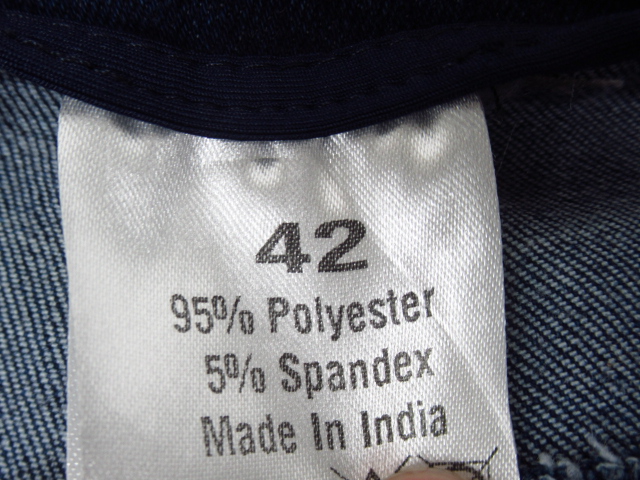 42
95% Polyester
5% Spandex
Made In India